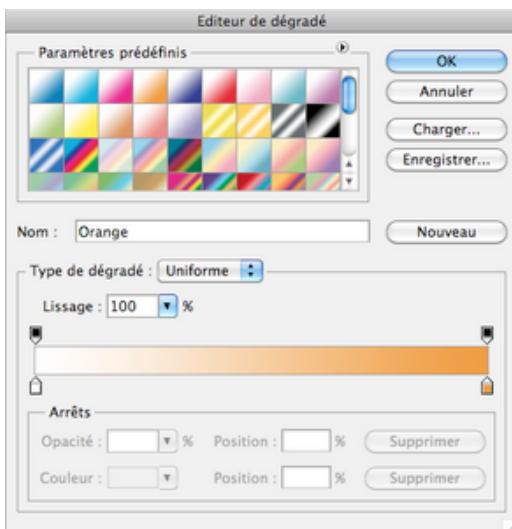 Editeur de dégradé
Paramètres prédéfinis
OK
Annuler
Charger...
Enregistrer...
Nom : Orange
Nouveau
Type de dégradé : Uniforme
Lissage : 100 %
Arrêts
Opacité : % Position : % Supprimer
Couleur : Position : % Supprimer